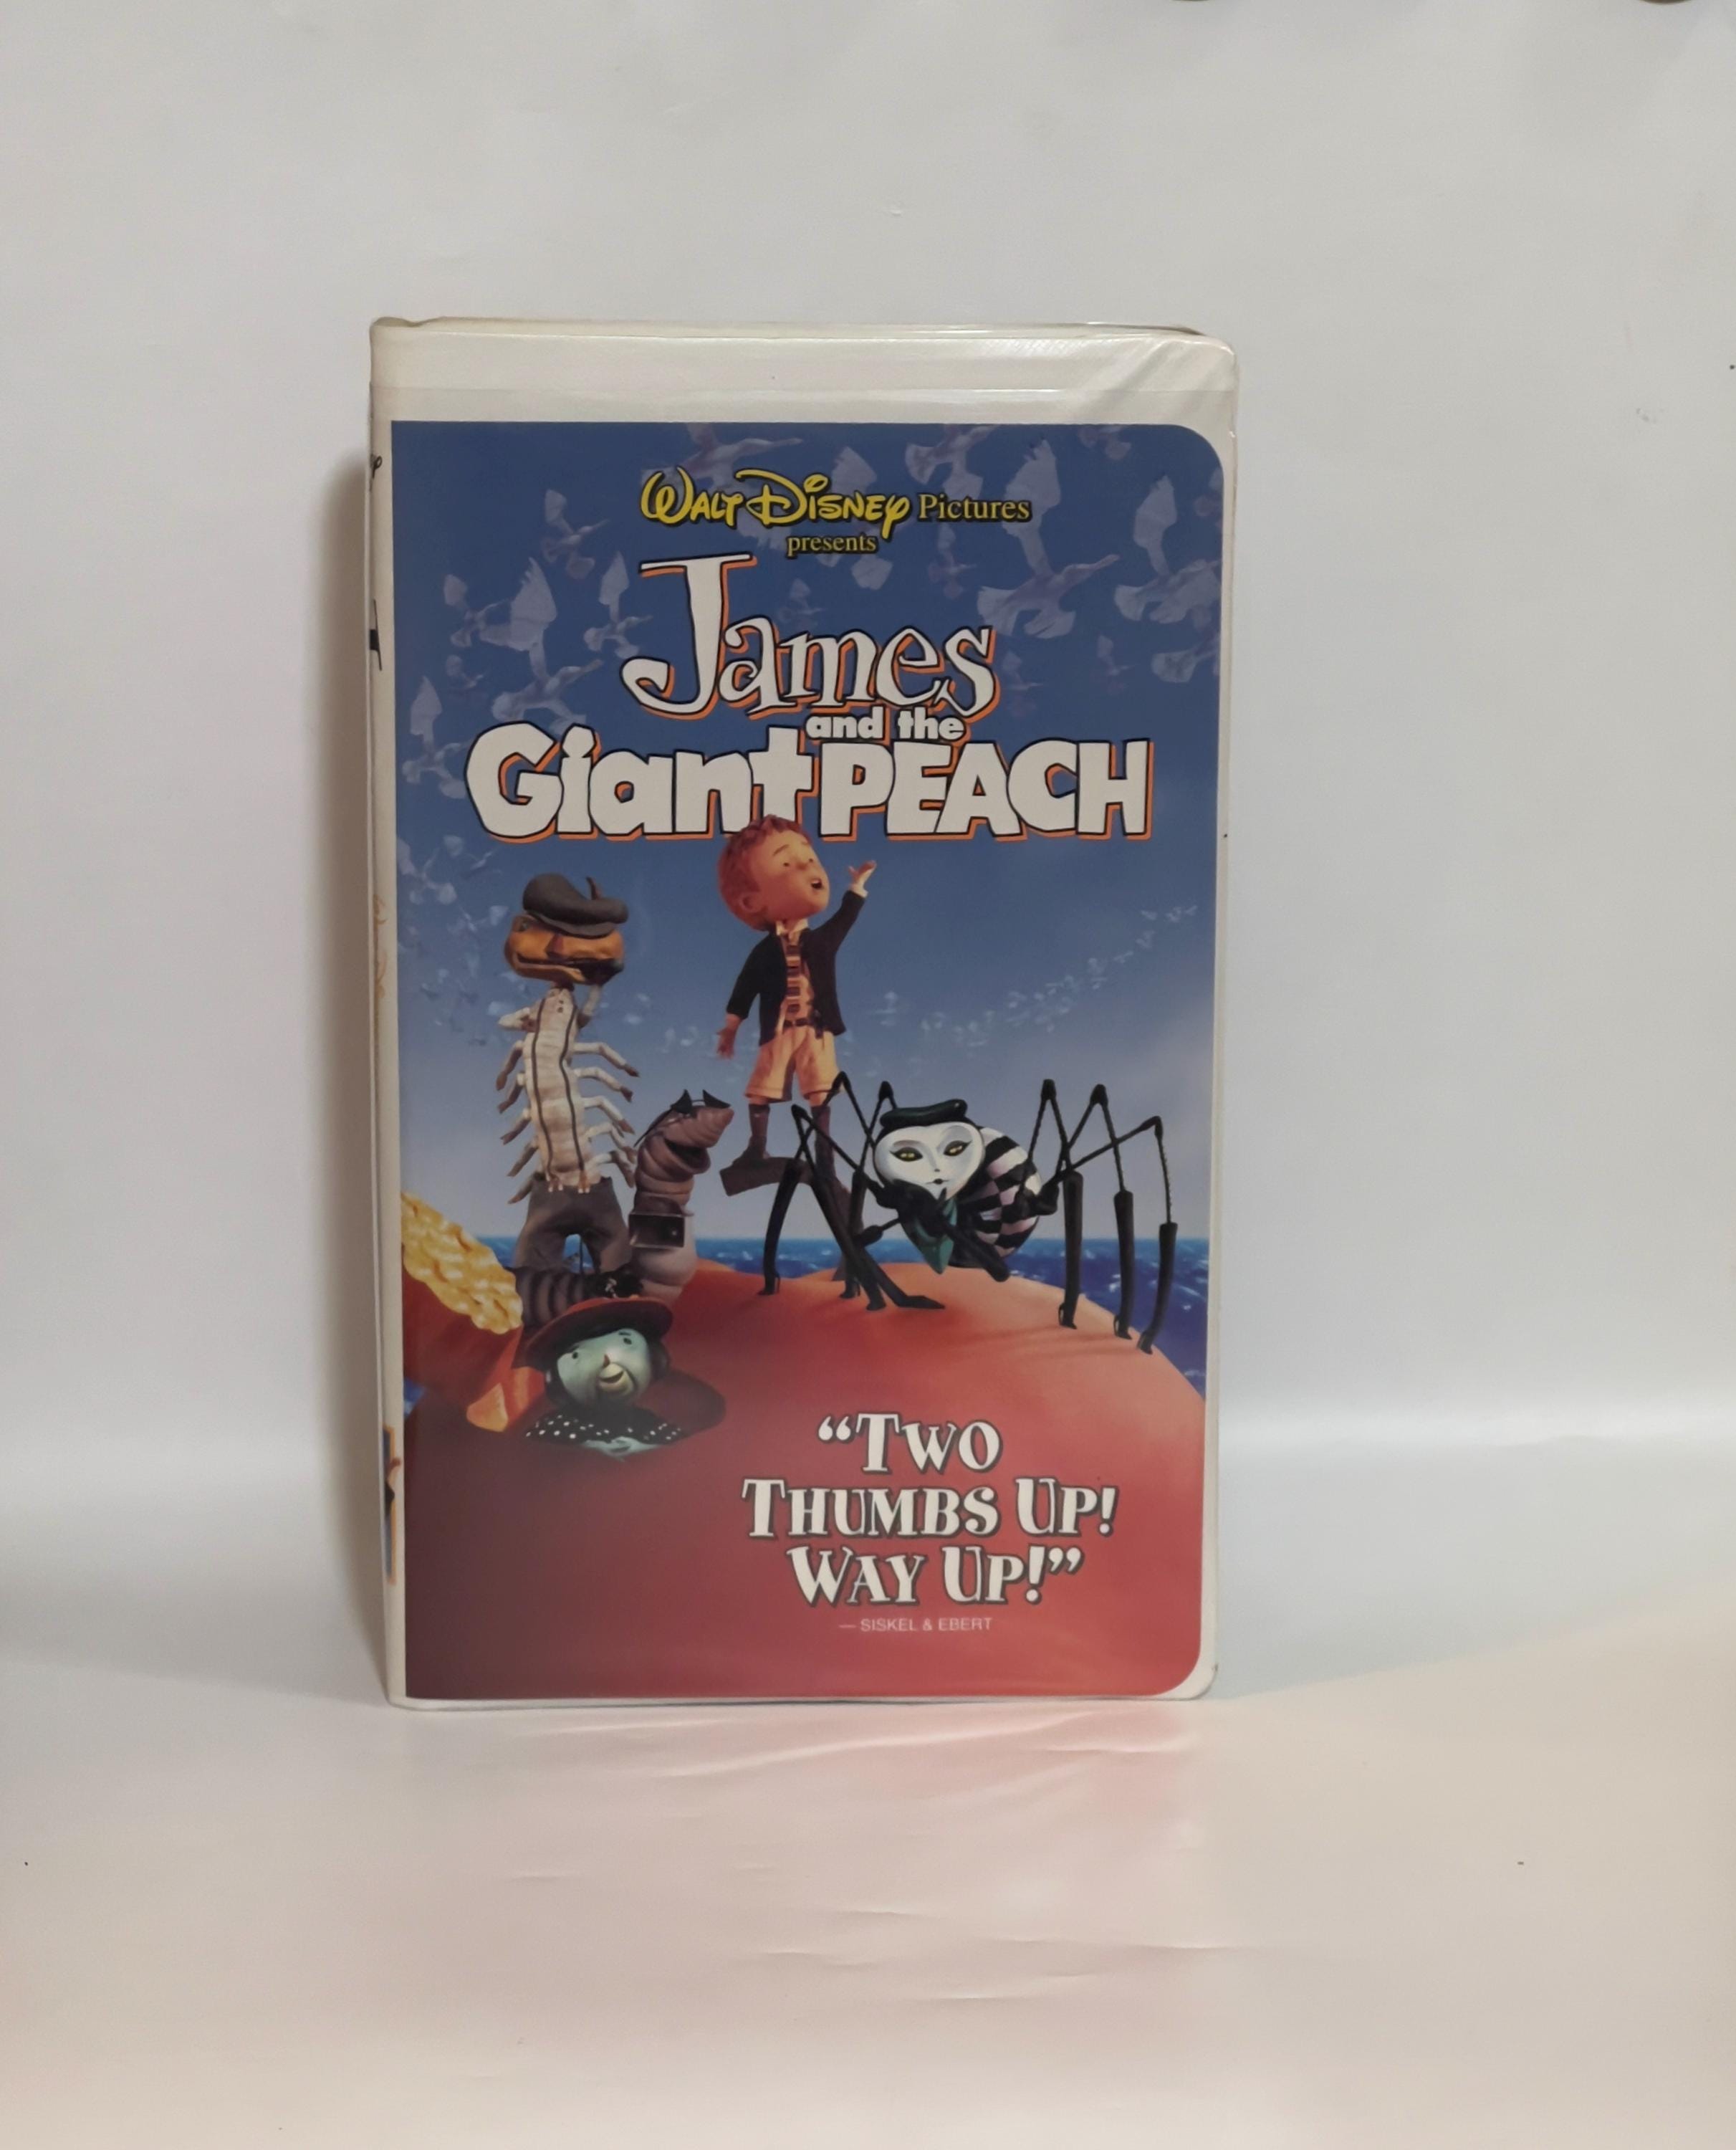 WALT DISNEY Pictures
presents
James
and the
Giant PEACH
“TWO
THUMBS UP!
WAY UP!”
— SISKEL & EBERT